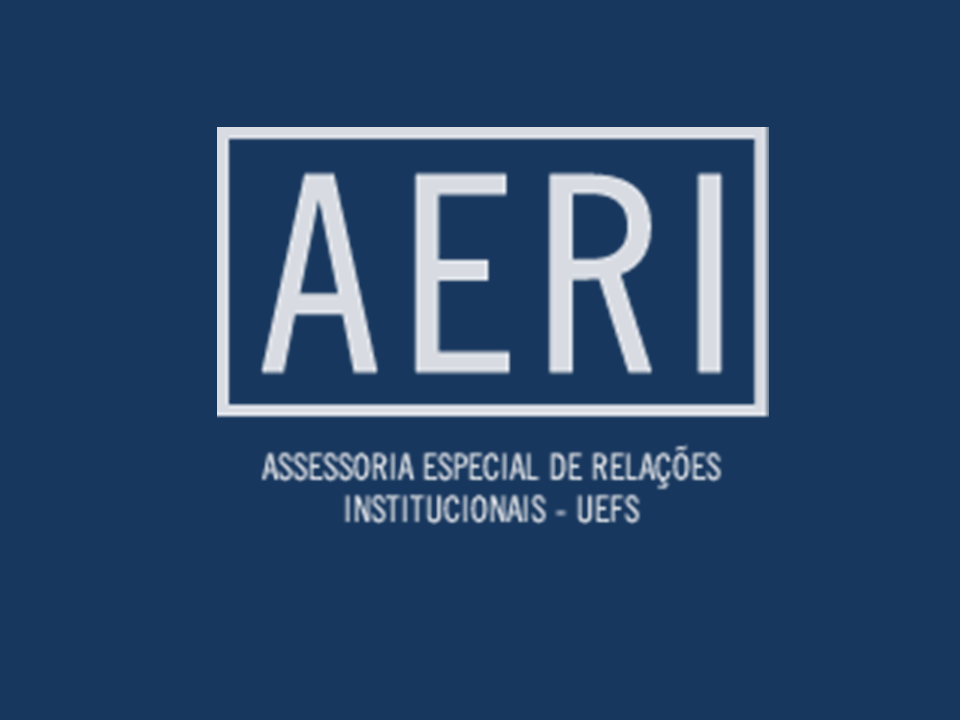 AERI
ASSESSORIA ESPECIAL DE RELAÇÕES
INSTITUCIONAIS - UEFS